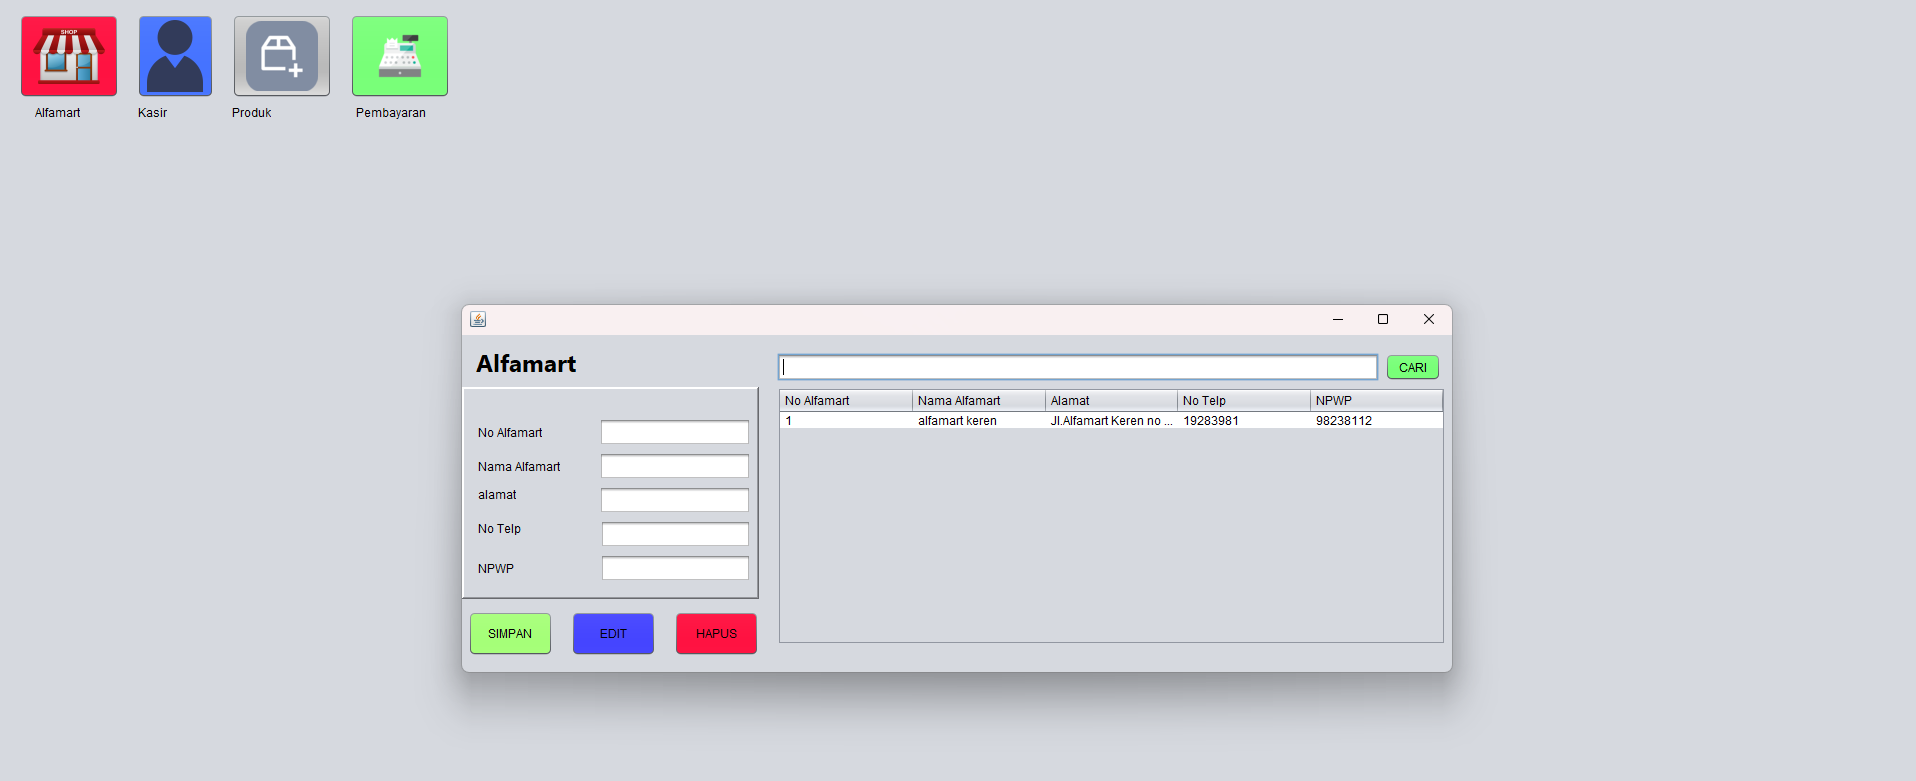 SHOP
Alfamart Kasir Produk Pembayaran
Alfamart
CARI
No Alfamart Nama Alfamart Alamat No Telp NPWP
1 alfamart keren Jl.Alfamart Keren no ... 19283981 98238112
No Alfamart
Nama Alfamart
alamat
No Telp
NPWP
SIMPAN EDIT HAPUS